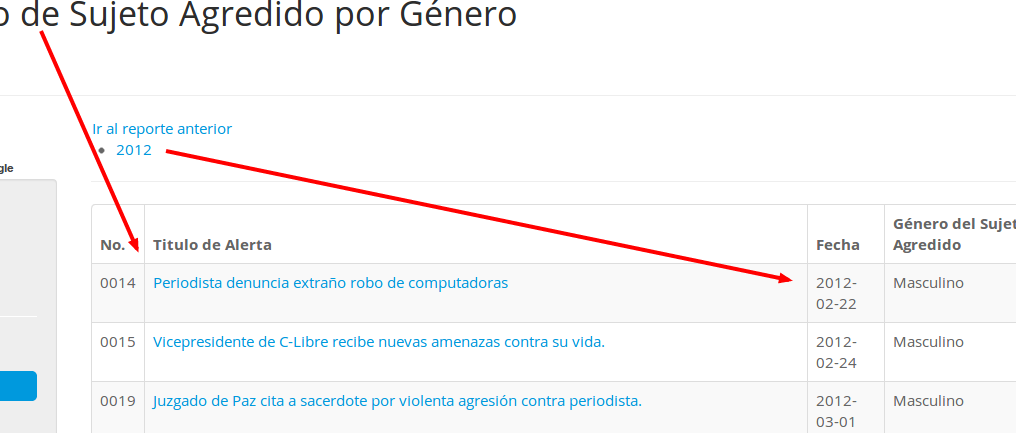 o de Sujeto Agredido por Género
Ir al reporte anterior
2012
gle
No.
Titulo de Alerta
Fecha
Género del Sujet
Agredido
0014
Periodista denuncia extraño robo de computadoras
2012-
02-22
Masculino
0015
Vicepresidente de C-Libre recibe nuevas amenazas contra su vida.
2012-
02-24
Masculino
0019
Juzgado de Paz cita a sacerdote por violenta agresión contra periodista.
2012-
03-01
Masculino